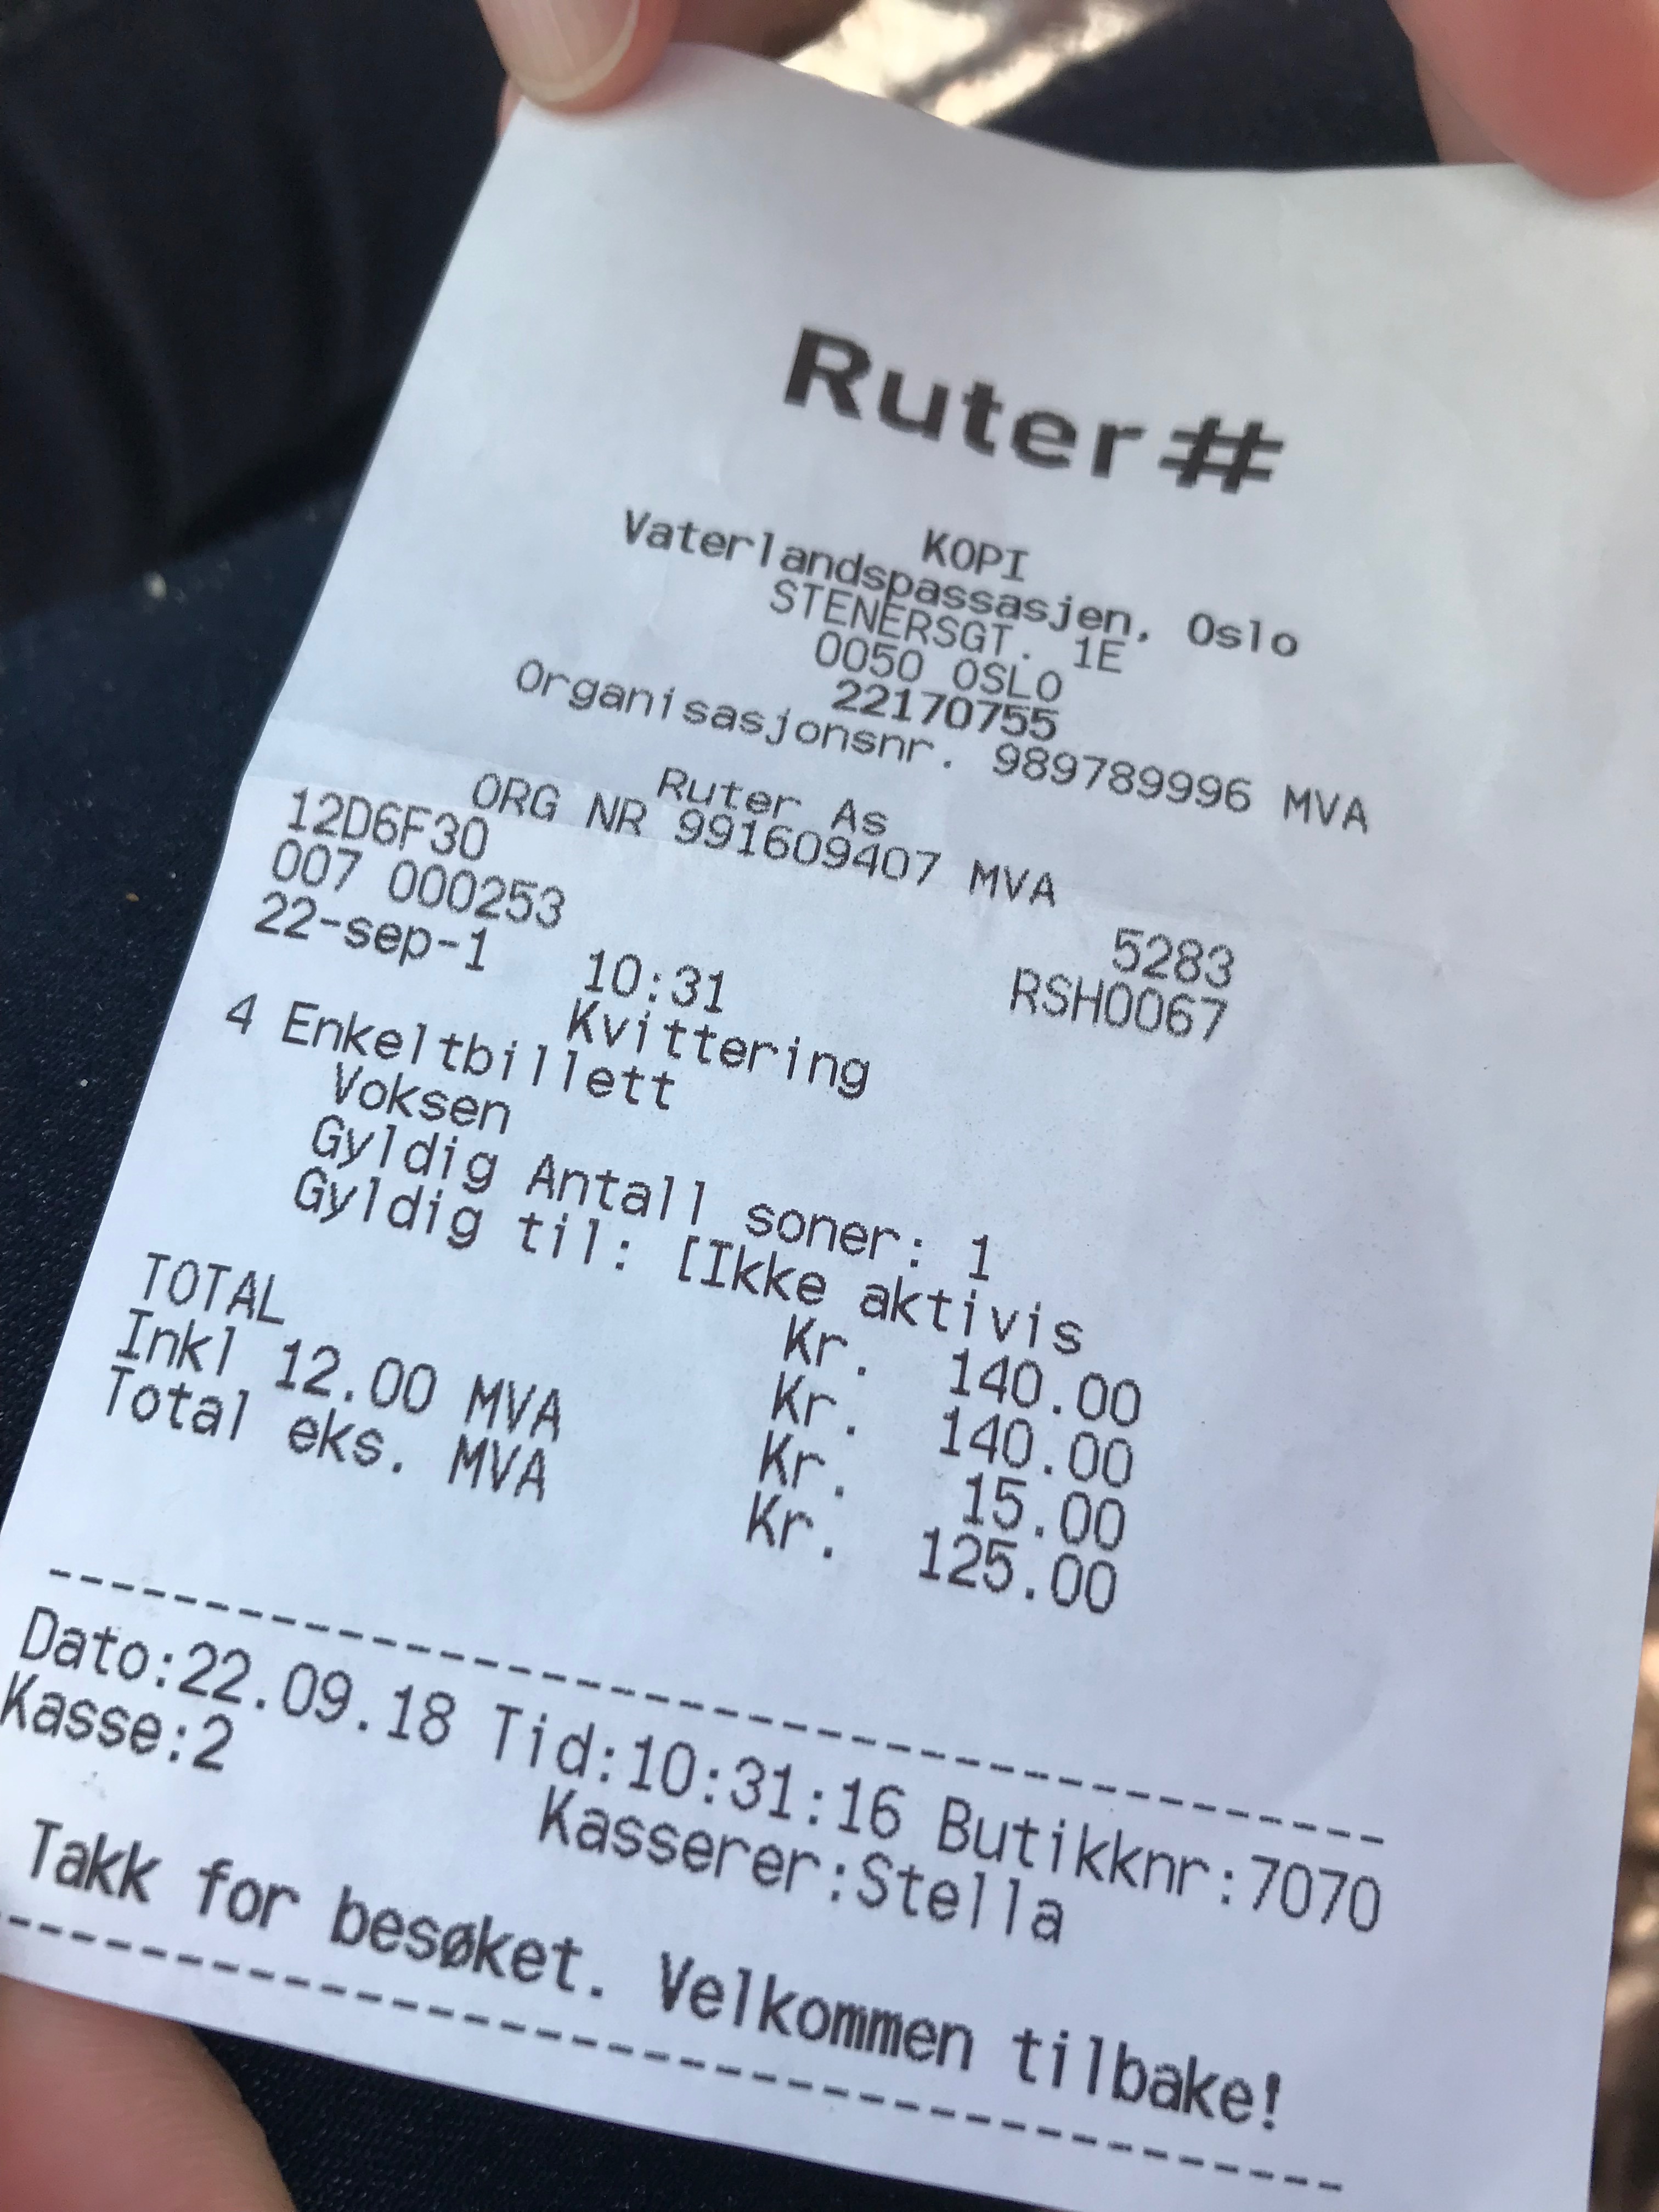 Ruter#
KOPI
Vaterlandspassasjen, Oslo
STENERSGT. 1E
0050 OSLO
22170755
Organisasjonsnr. 989789996 MVA
Ruter As
ORG NR 991609407 MVA
12D6F30 5283
007 000253 RSH0067
22-sep-1 10:31
Kvittering
4 Enkeltbillett
Voksen
Gyldig Antall soner: 1
Gyldig til: [Ikke aktivis
Kr. 140.00
TOTAL Kr. 140.00
Inkl 12.00 MVA Kr. 15.00
Total eks. MVA Kr. 125.00
--------------------------------
Dato:22.09.18 Tid:10:31:16 Butikknr:7070
Kasse:2 Kasserer:Stella
Takk for besøket. Velkommen tilbake!
--------------------------------